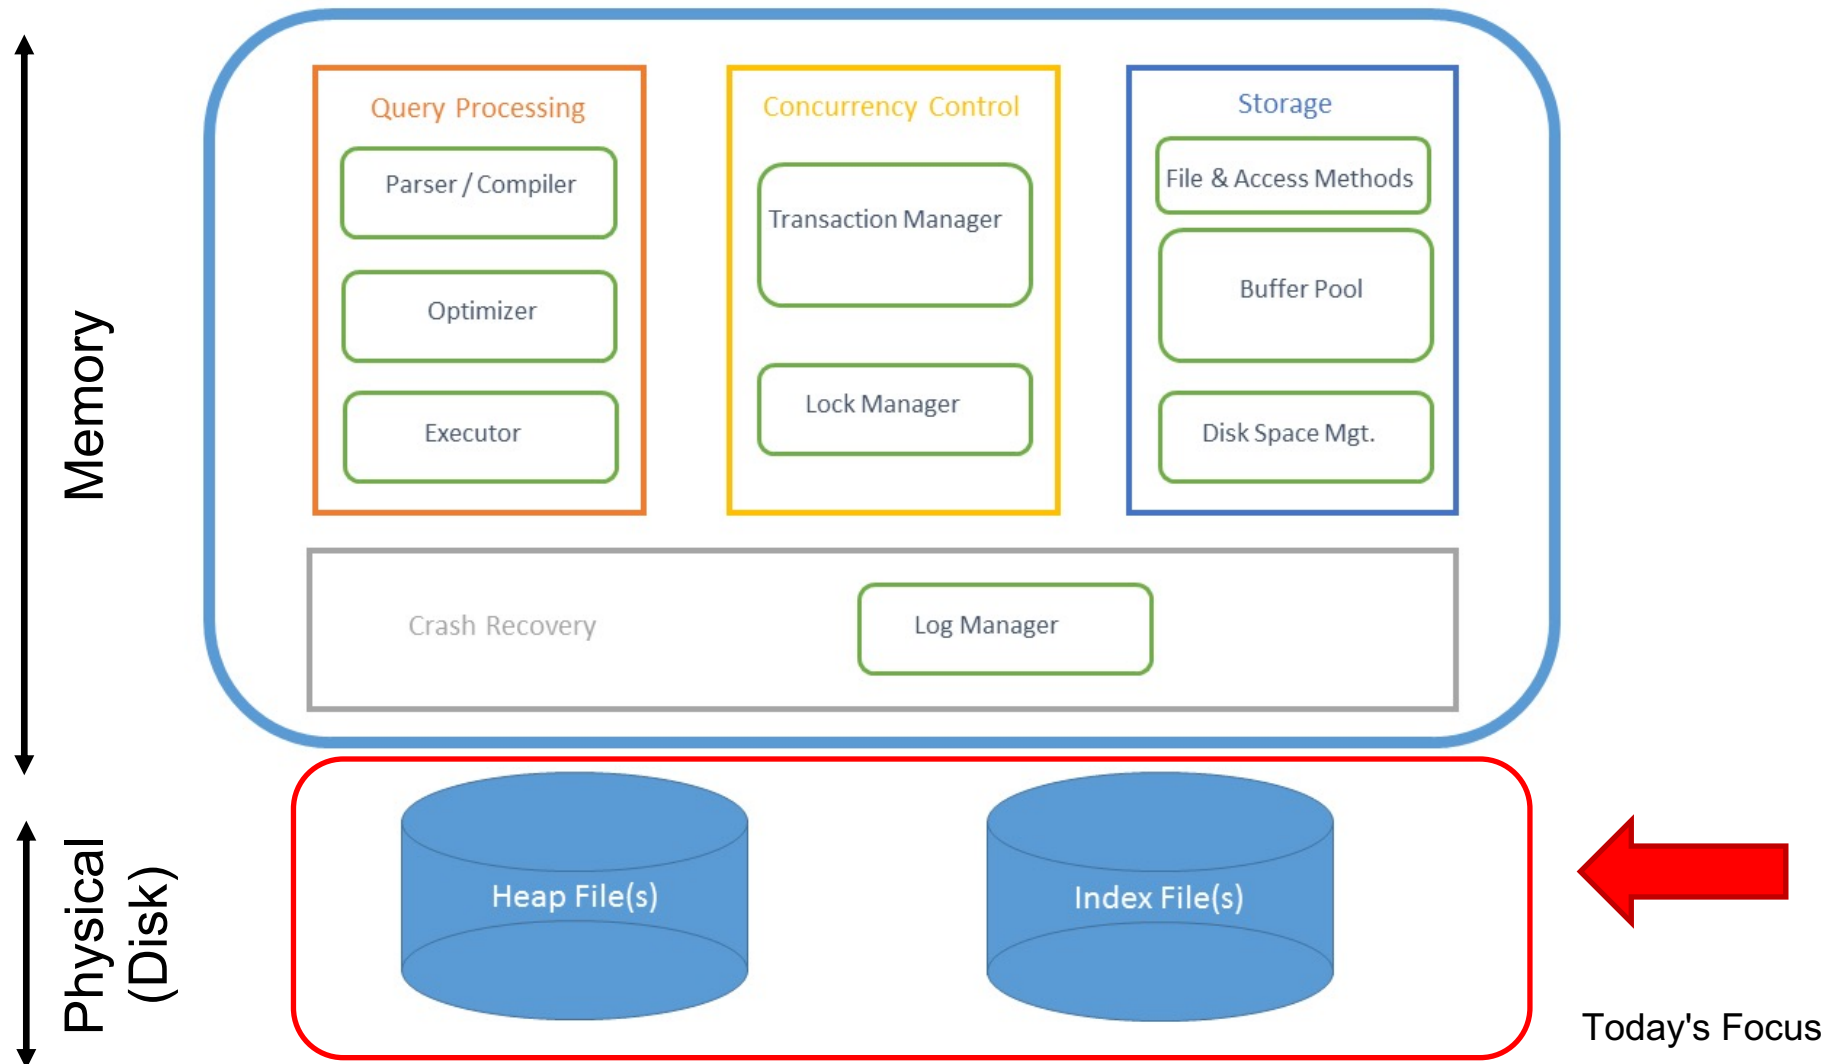 Memory
Query Processing
Parser / Compiler
Optimizer
Executor
Concurrency Control
Transaction Manager
Lock Manager
Storage
File & Access Methods
Buffer Pool
Disk Space Mgt.
Crash Recovery
Log Manager
Physical
(Disk)
Heap File(s)
Index File(s)
Today's Focus